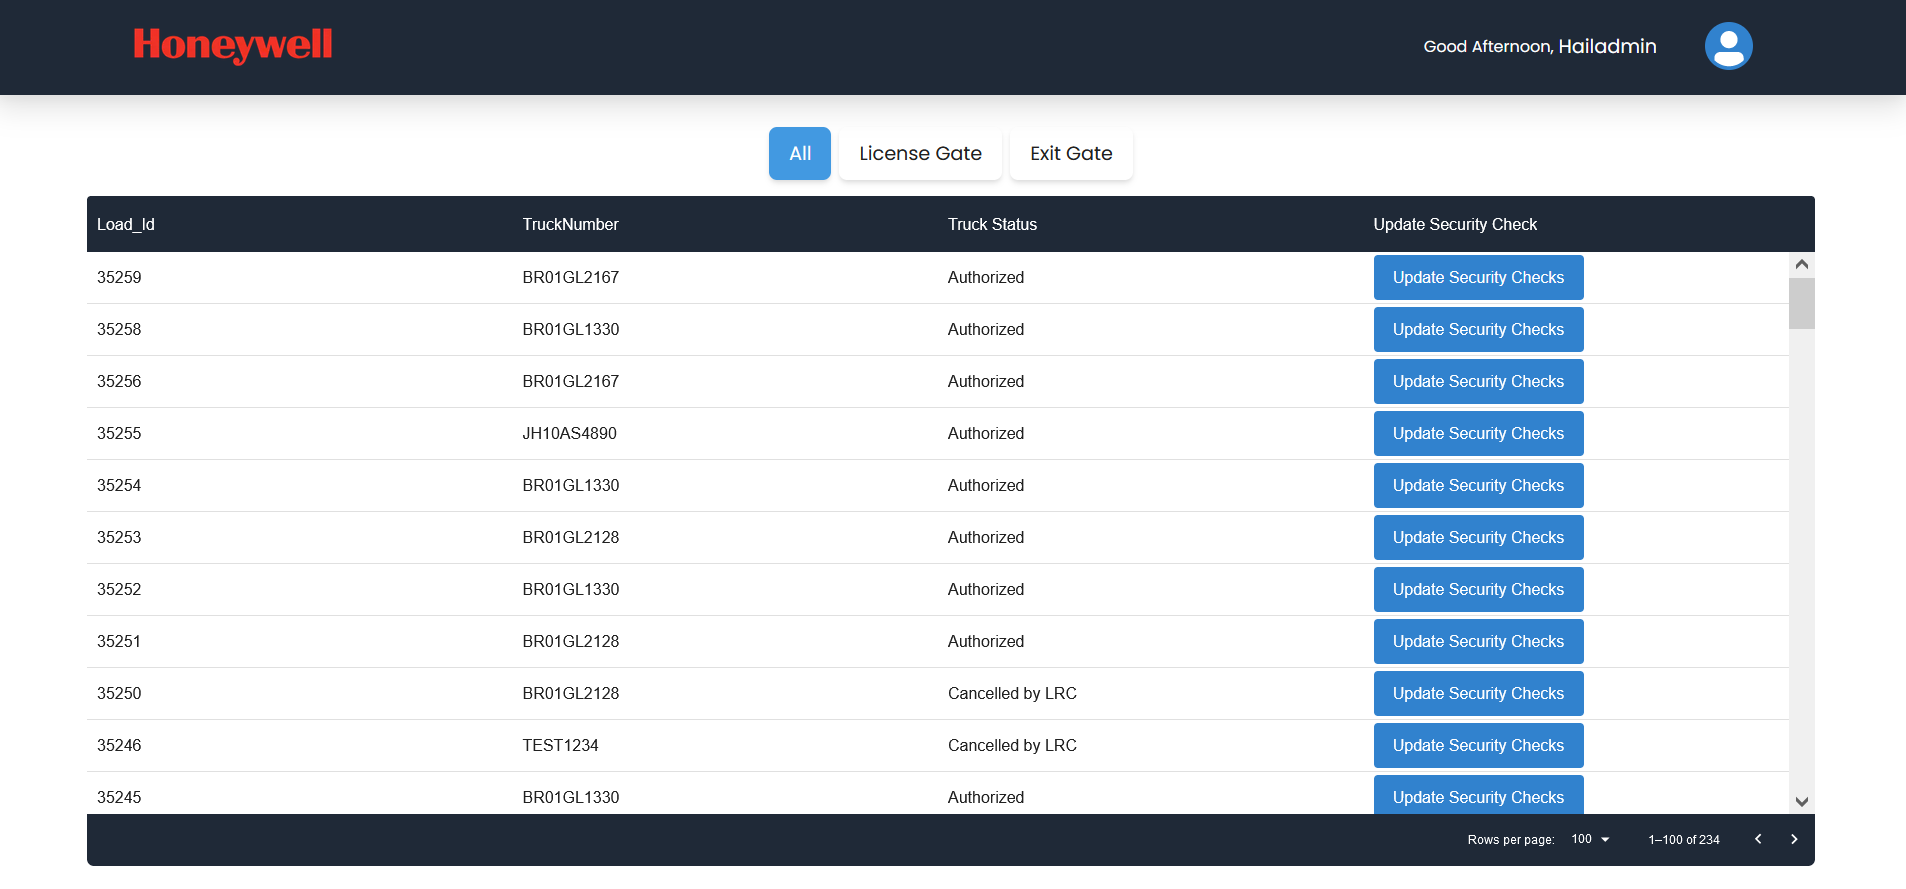 Honeywell
Good Afternoon, Hailadmin
All License Gate Exit Gate
Load_Id TruckNumber Truck Status Update Security Check
35259 BR01GL2167 Authorized Update Security Checks
35258 BR01GL1330 Authorized Update Security Checks
35256 BR01GL2167 Authorized Update Security Checks
35255 JH10AS4890 Authorized Update Security Checks
35254 BR01GL1330 Authorized Update Security Checks
35253 BR01GL2128 Authorized Update Security Checks
35252 BR01GL1330 Authorized Update Security Checks
35251 BR01GL2128 Authorized Update Security Checks
35250 BR01GL2128 Cancelled by LRC Update Security Checks
35246 TEST1234 Cancelled by LRC Update Security Checks
35245 BR01GL1330 Authorized Update Security Checks
Rows per page: 100 1–100 of 234